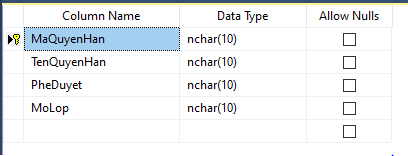 Column Name Data Type Allow Nulls
MaQuyenHan nchar(10)
TenQuyenHan nchar(10)
PheDuyet nchar(10)
MoLop nchar(10)